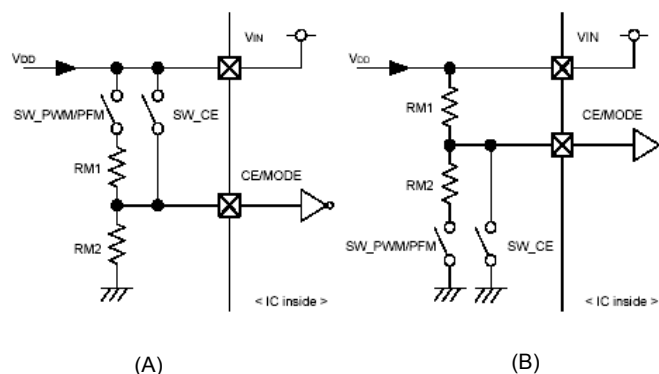 VDD
VIN
SW_PWM/PFM
SW_CE
RM1
CE/MODE
RM2
< IC inside >
(A)
VDD
VIN
RM1
CE/MODE
RM2
SW_PWM/PFM
SW_CE
< IC inside >
(B)